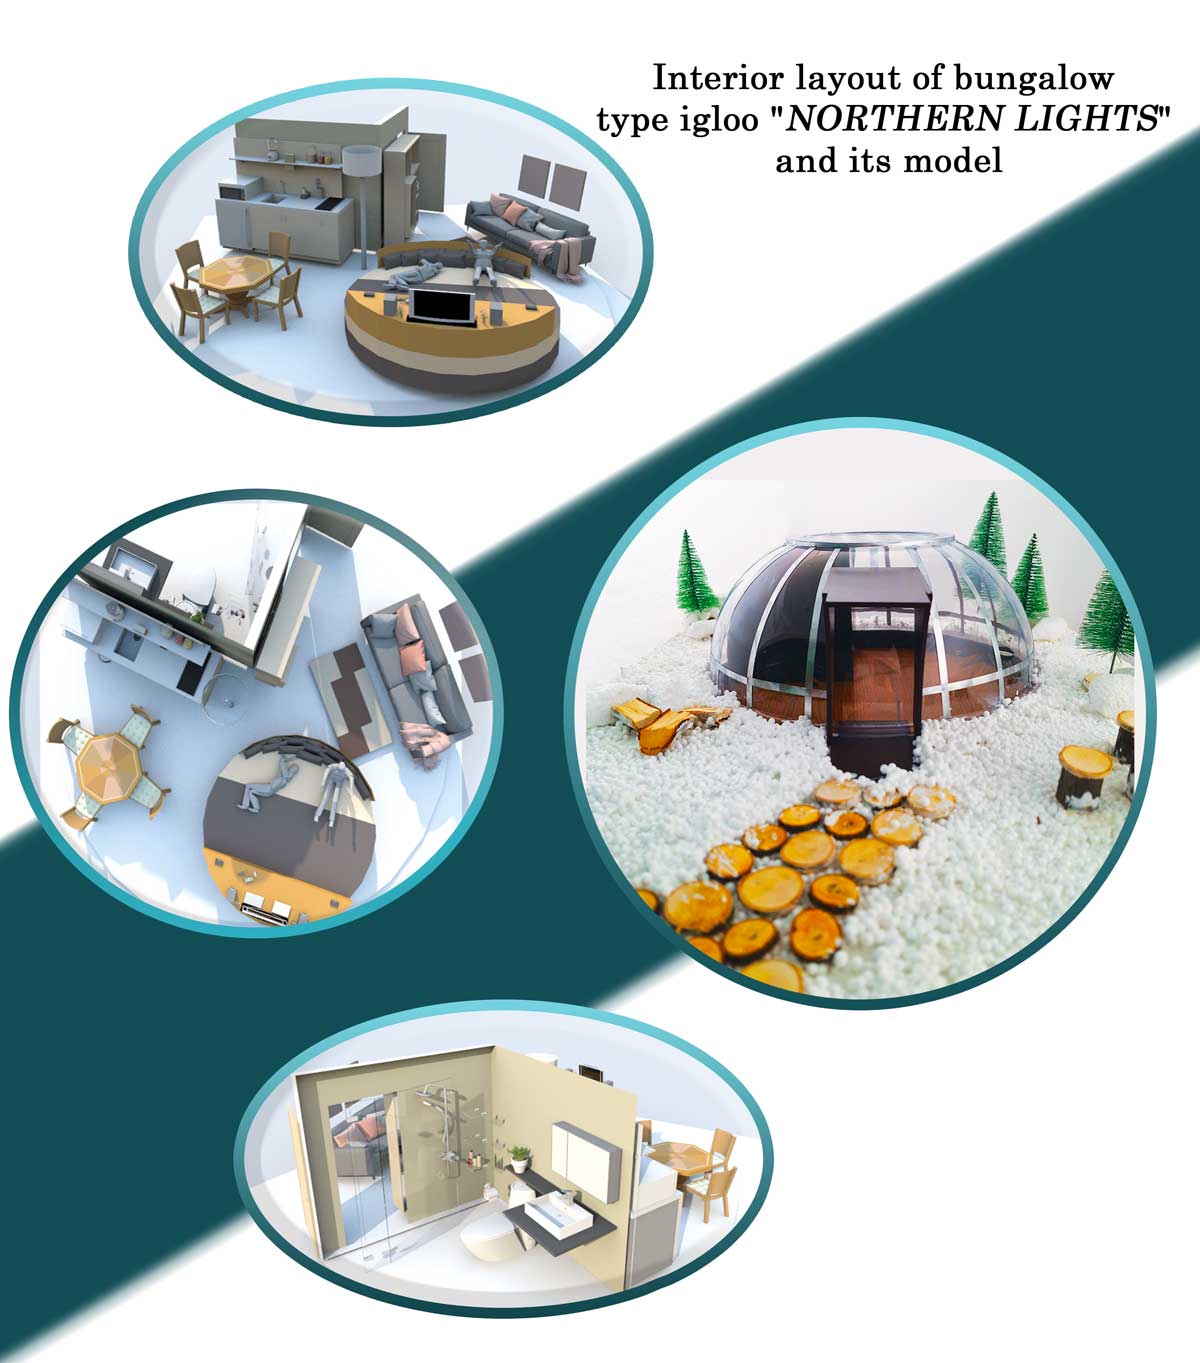 Interior layout of bungalow
type igloo "NORTHERN LIGHTS"
and its model